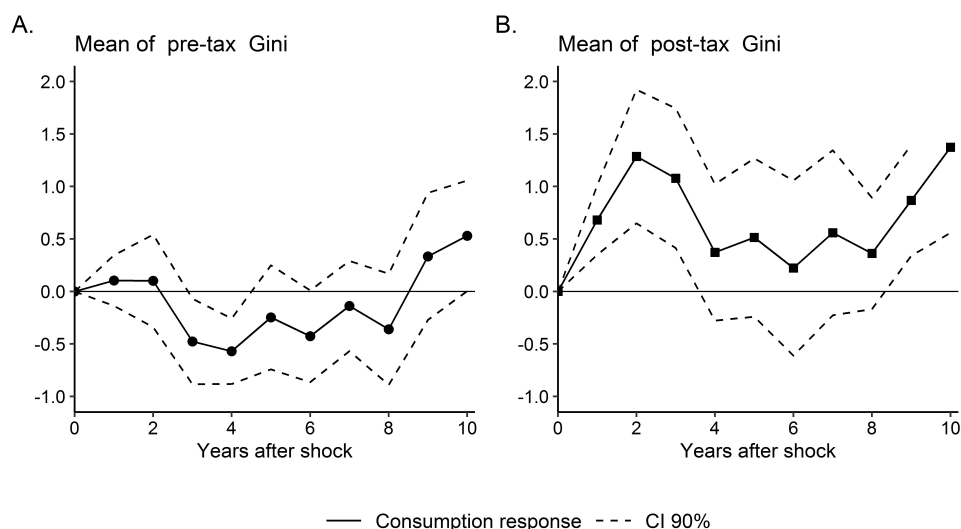 A.
Mean of pre-tax Gini
2.0
1.5
1.0
0.5
0.0
-0.5
-1.0
0 2 4 6 8 10
Years after shock
B.
Mean of post-tax Gini
2.0
1.5
1.0
0.5
0.0
-0.5
-1.0
0 2 4 6 8 10
Years after shock
Consumption response CI 90%